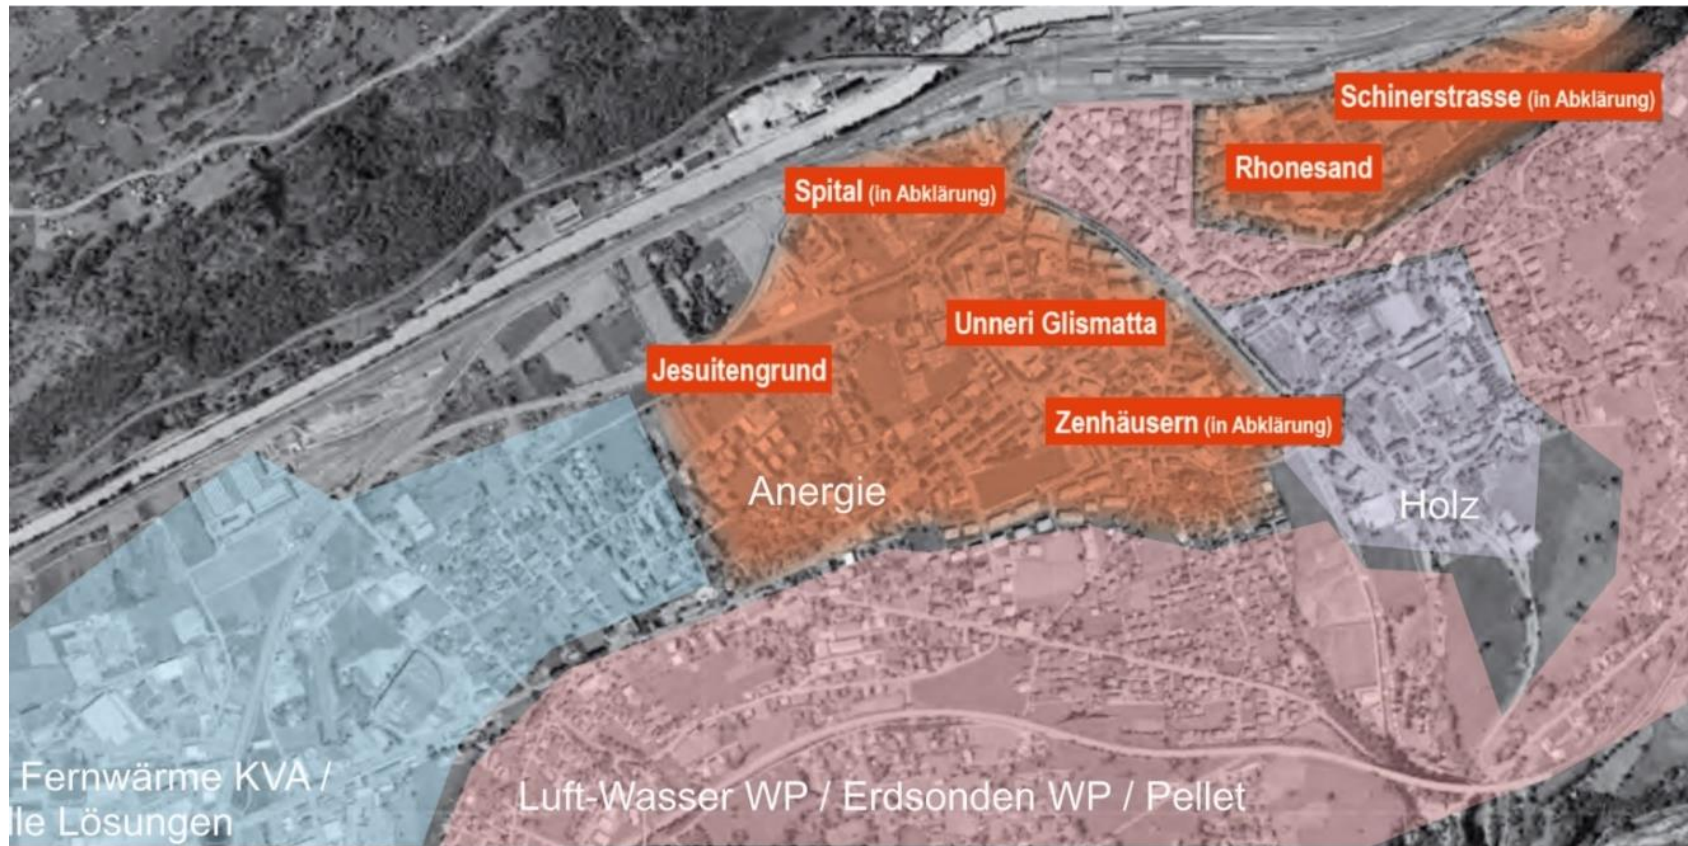 Schinerstrasse (in Abklärung)
Rhonesand
Spital (in Abklärung)
Unneri Glismatta
Jesuitengrund
Zenhäusern (in Abklärung)
Anergie
Holz
Fernwärme KVA /
lle Lösungen
Luft-Wasser WP / Erdsonden WP / Pellet